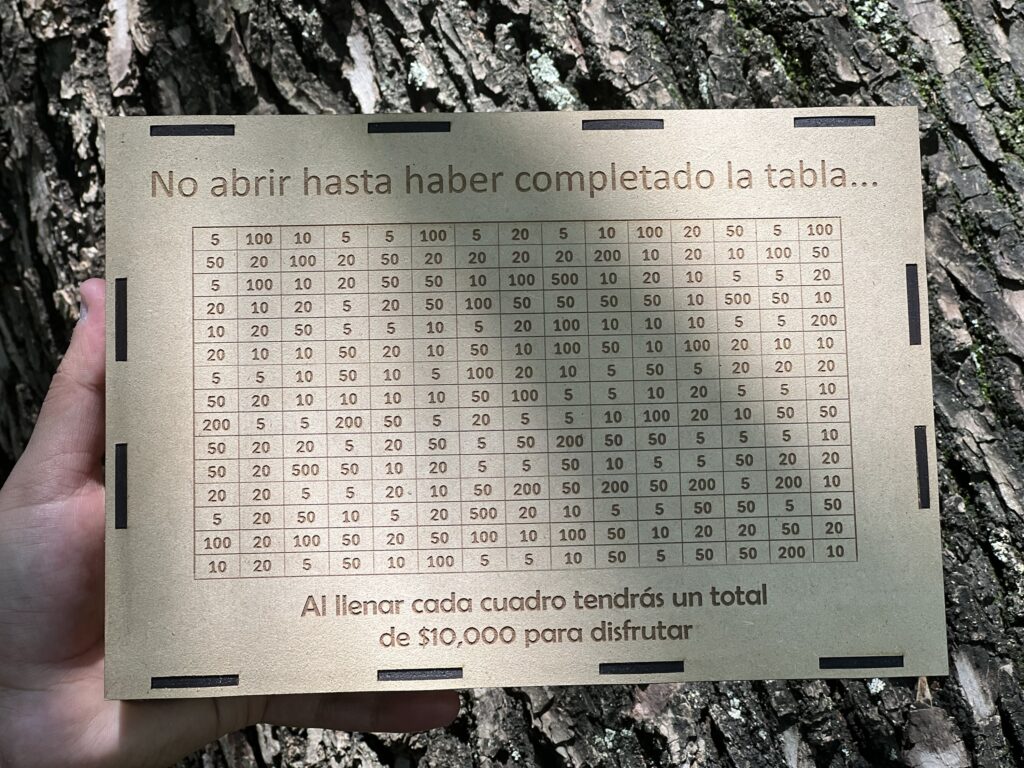 No abrir hasta haber completado la tabla...
5 100 10 5 5 100 5 20 5 10 100 20 50 5 100
50 20 100 20 50 20 20 20 20 200 10 20 10 100 50
5 100 10 20 50 50 10 100 500 10 20 10 5 5 20
20 10 20 5 20 50 100 50 50 50 50 10 500 50 10
10 20 50 5 5 10 5 20 100 10 10 10 5 5 200
20 10 10 50 20 10 50 10 100 50 10 100 20 10 10
5 5 10 50 10 5 100 20 10 5 50 5 20 20 20
50 20 10 10 10 10 50 100 5 5 10 20 5 5 10
200 5 5 200 50 5 20 5 5 10 100 20 10 50 50
50 20 20 5 20 50 5 50 200 50 50 5 5 5 10
50 20 500 50 10 20 5 5 50 10 5 5 50 20 20
20 20 5 5 20 10 50 200 50 200 50 200 5 200 10
5 20 50 10 5 20 500 20 10 5 5 50 50 5 50
100 20 100 50 20 50 100 10 100 50 10 20 20 50 20
10 20 5 50 10 100 5 5 10 50 5 50 50 200 10
Al llenar cada cuadro tendrás un total
de $10,000 para disfrutar